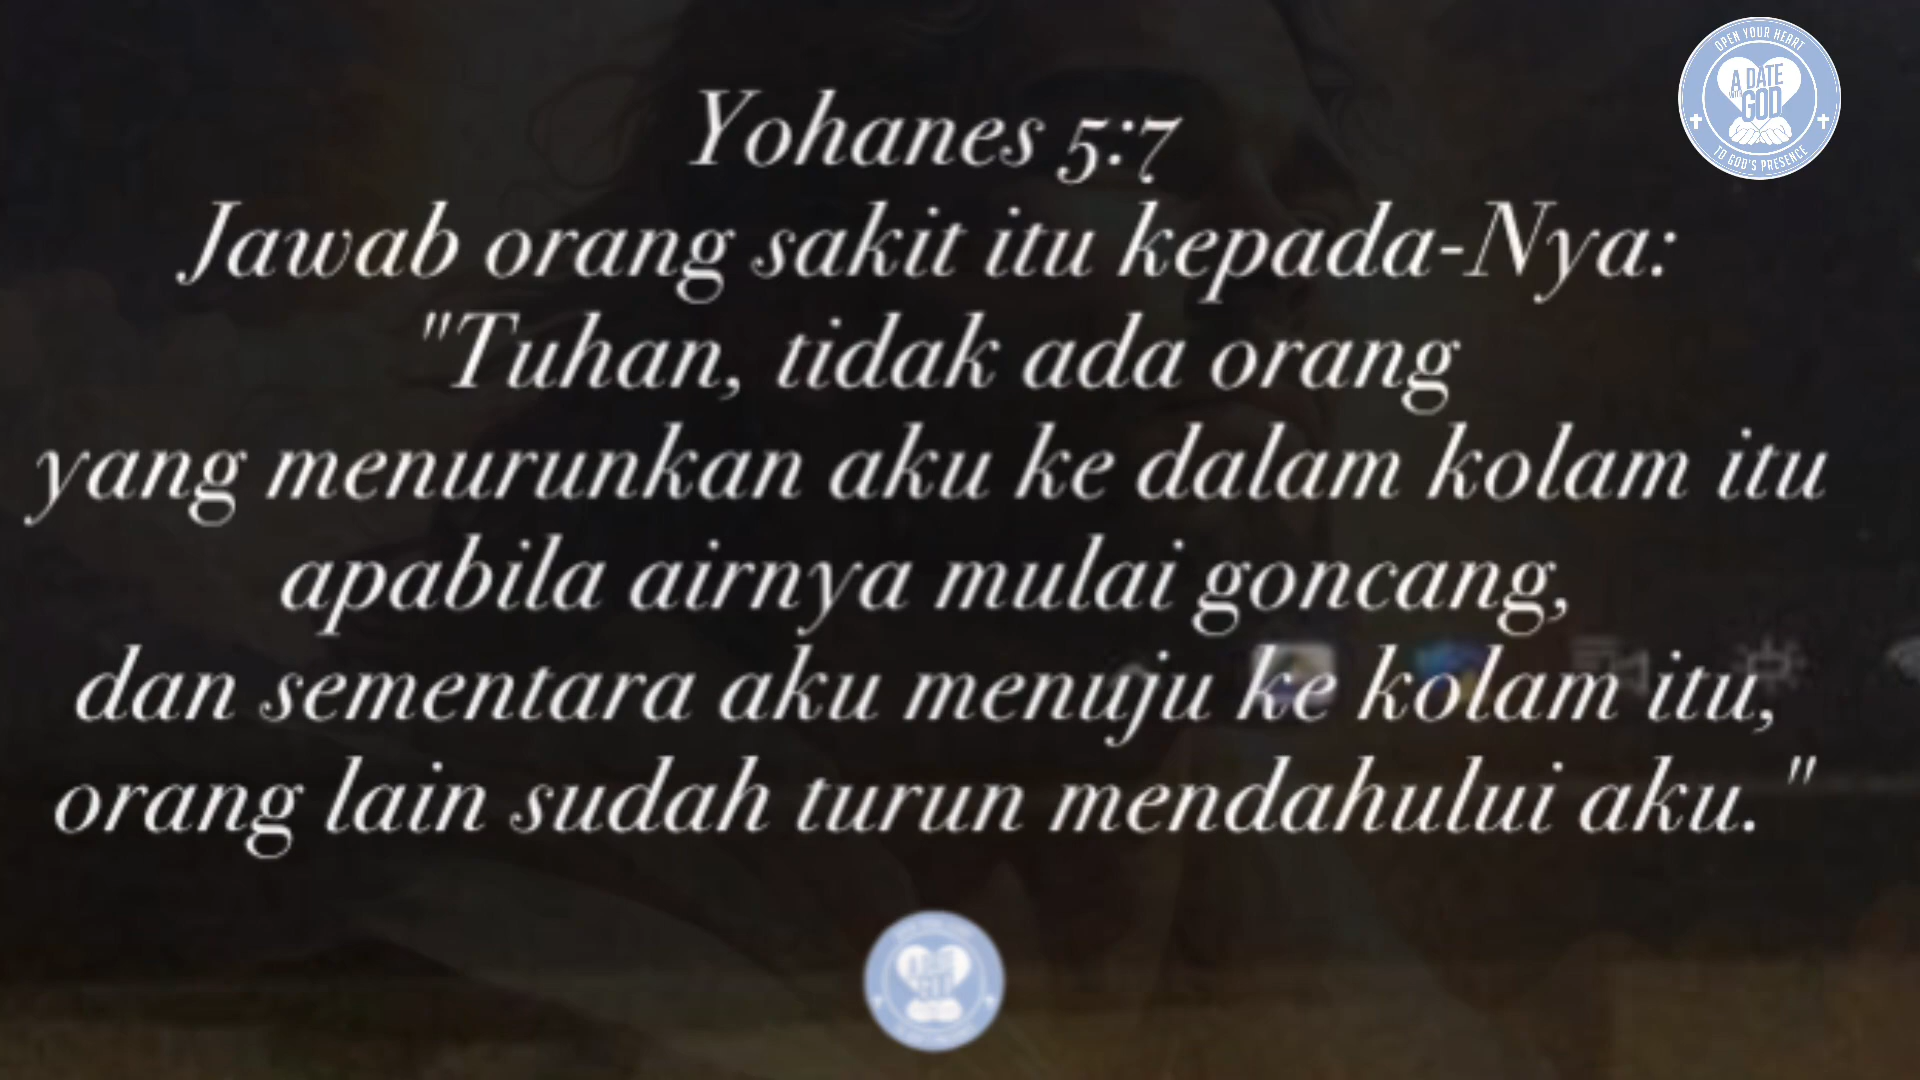 OPEN YOUR HEART
A DATE
WITH
GOD
TO GOD'S PRESENCE
Yohanes 5:7
Jawab orang sakit itu kepada-Nya:
"Tuhan, tidak ada orang
yang menurunkan aku ke dalam kolam itu
apabila airnya mulai goncang,
dan sementara aku menuju ke kolam itu,
orang lain sudah turun mendahului aku."